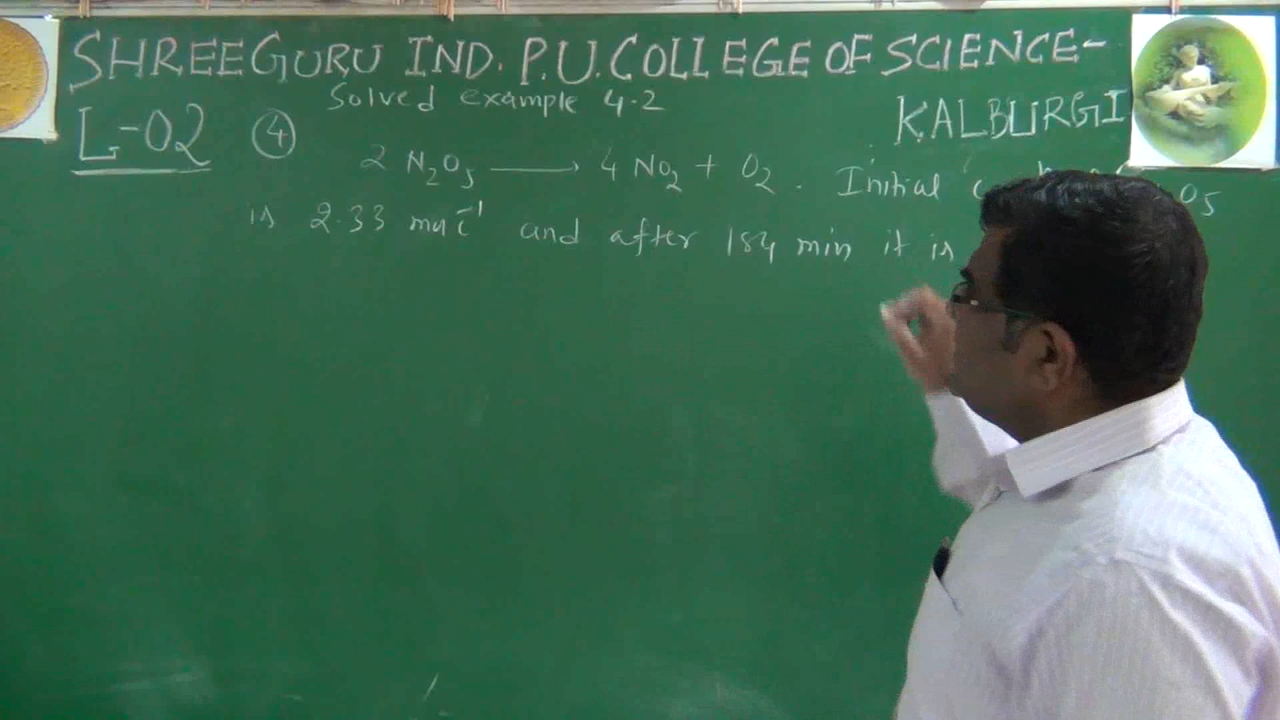 SHREEGURU IND. P.U. COLLEGE OF SCIENCE-
Solved example 4.2
KALBURGI
L-02 ④
2 N₂O₅ ⟶ 4 NO₂ + O₂. Initial O₅
is 2.33 mol L⁻¹ and after 184 min it is